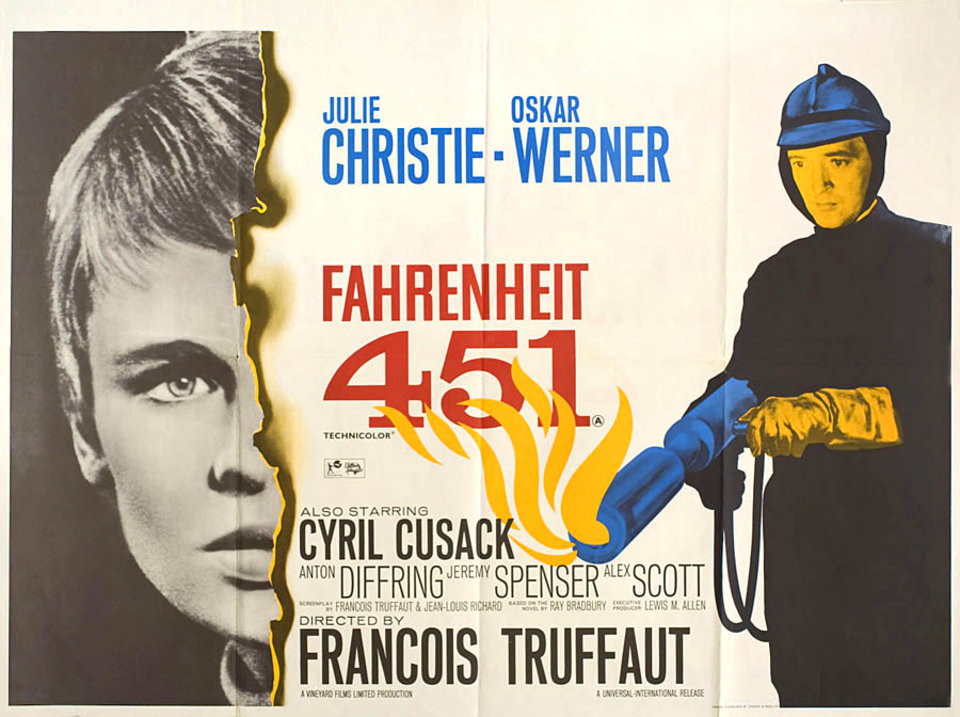 JULIE OSKAR
CHRISTIE · WERNER
FAHRENHEIT
451
A
TECHNICOLOR®
ALSO STARRING
CYRIL CUSACK
ANTON DIFFRING JEREMY SPENSER ALEX SCOTT
SCREENPLAY BY FRANCOIS TRUFFAUT & JEAN-LOUIS RICHARD BASED ON THE NOVEL BY RAY BRADBURY EXECUTIVE PRODUCER LEWIS M. ALLEN
DIRECTED BY
FRANCOIS TRUFFAUT
A VINEYARD FILMS LIMITED PRODUCTION A UNIVERSAL-INTERNATIONAL RELEASE